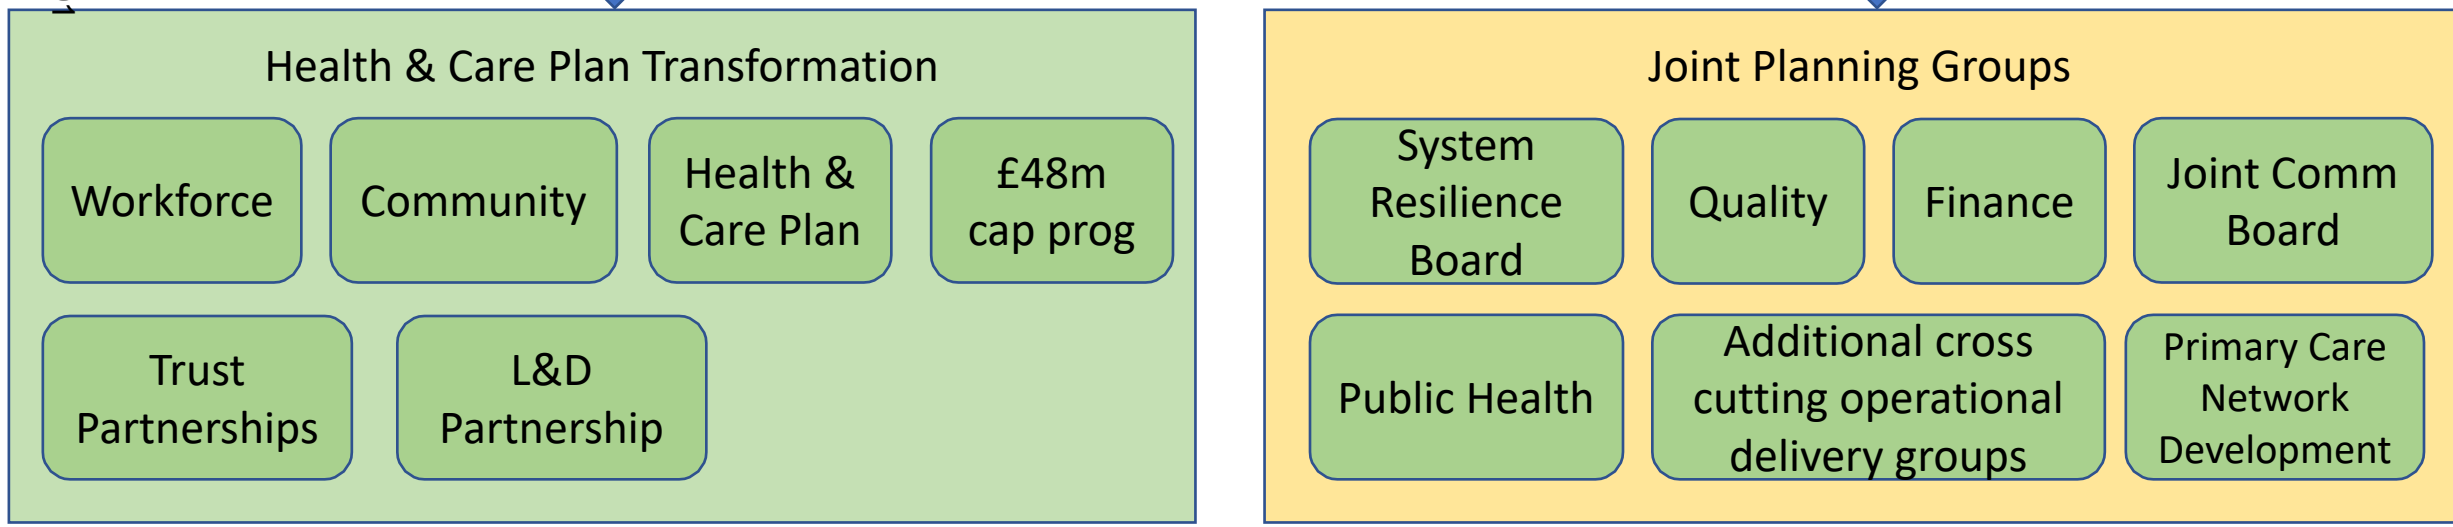 Health & Care Plan Transformation
Workforce
Community
Health &
Care Plan
£48m
cap prog
Trust
Partnerships
L&D
Partnership
Joint Planning Groups
System
Resilience
Board
Quality
Finance
Joint Comm
Board
Public Health
Additional cross
cutting operational
delivery groups
Primary Care
Network
Development